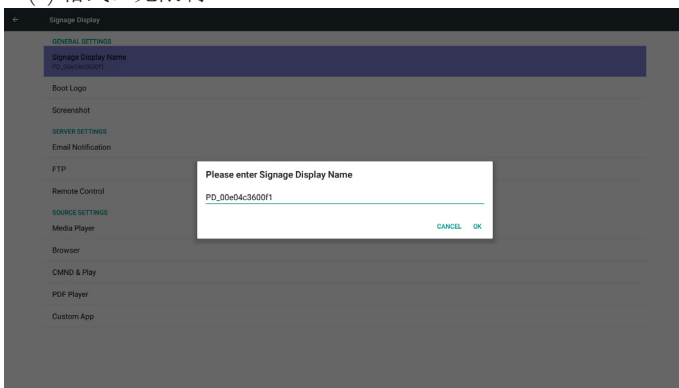 ←
Signage Display
GENERAL SETTINGS
Signage Display Name
PD_00e04c3600f1
Boot Logo
Screenshot
SERVER SETTINGS
Email Notification
FTP
Remote Control
SOURCE SETTINGS
Media Player
Browser
CMND & Play
PDF Player
Custom App
Please enter Signage Display Name
PD_00e04c3600f1
CANCEL OK